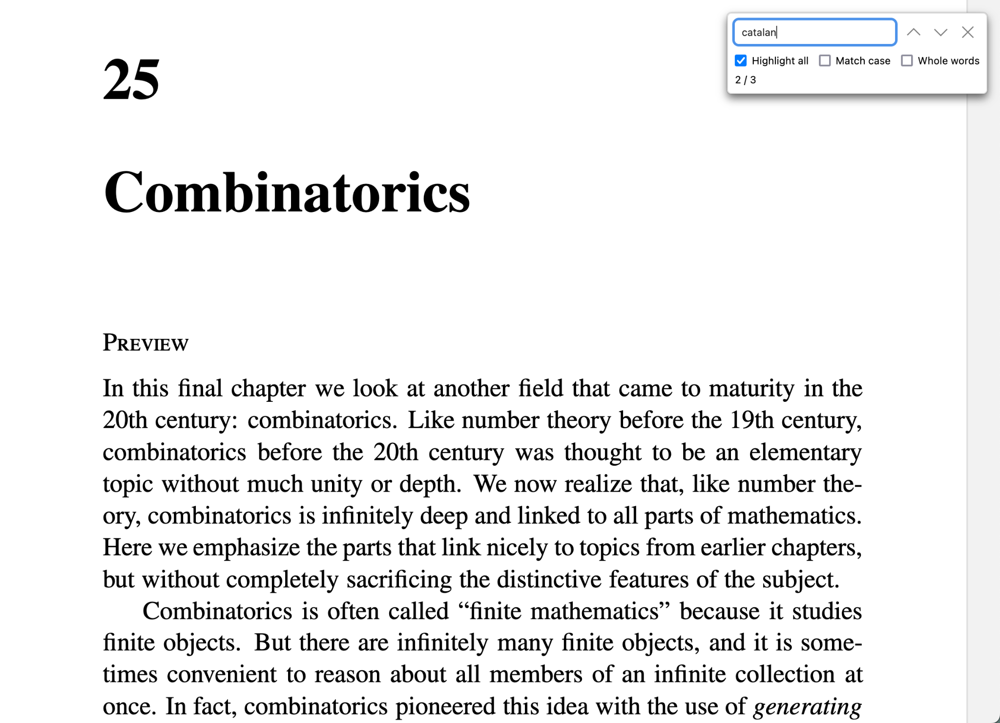 catalan
Highlight all Match case Whole words
2 / 3
25
Combinatorics
PREVIEW
In this final chapter we look at another field that came to maturity in the
20th century: combinatorics. Like number theory before the 19th century,
combinatorics before the 20th century was thought to be an elementary
topic without much unity or depth. We now realize that, like number the-
ory, combinatorics is infinitely deep and linked to all parts of mathematics.
Here we emphasize the parts that link nicely to topics from earlier chapters,
but without completely sacrificing the distinctive features of the subject.
Combinatorics is often called “finite mathematics” because it studies
finite objects. But there are infinitely many finite objects, and it is some-
times convenient to reason about all members of an infinite collection at
once. In fact, combinatorics pioneered this idea with the use of generating